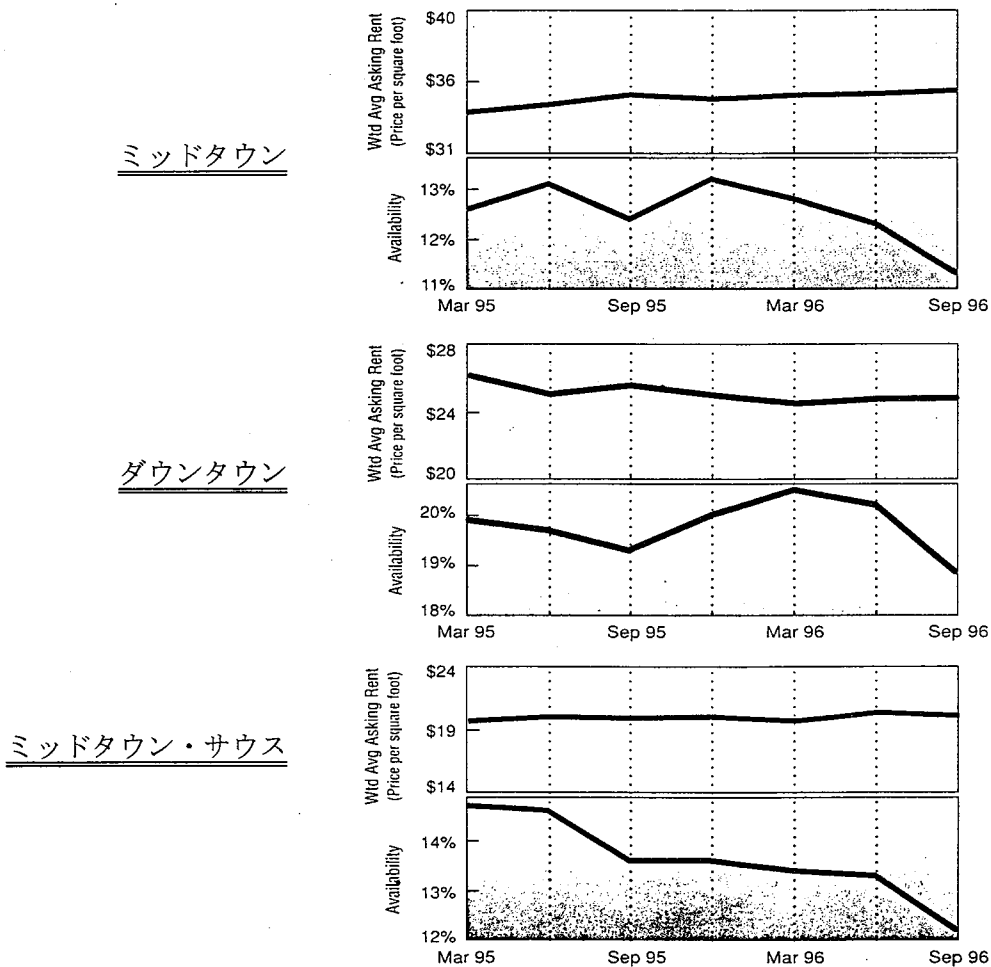 ミッドタウン
Wtd Avg Asking Rent
(Price per square foot)
$40
$36
$31
Availability
13%
12%
11%
Mar 95 Sep 95 Mar 96 Sep 96
ダウンタウン
Wtd Avg Asking Rent
(Price per square foot)
$28
$24
$20
Availability
20%
19%
18%
Mar 95 Sep 95 Mar 96 Sep 96
ミッドタウン・サウス
Wtd Avg Asking Rent
(Price per square foot)
$24
$19
$14
Availability
14%
13%
12%
Mar 95 Sep 95 Mar 96 Sep 96